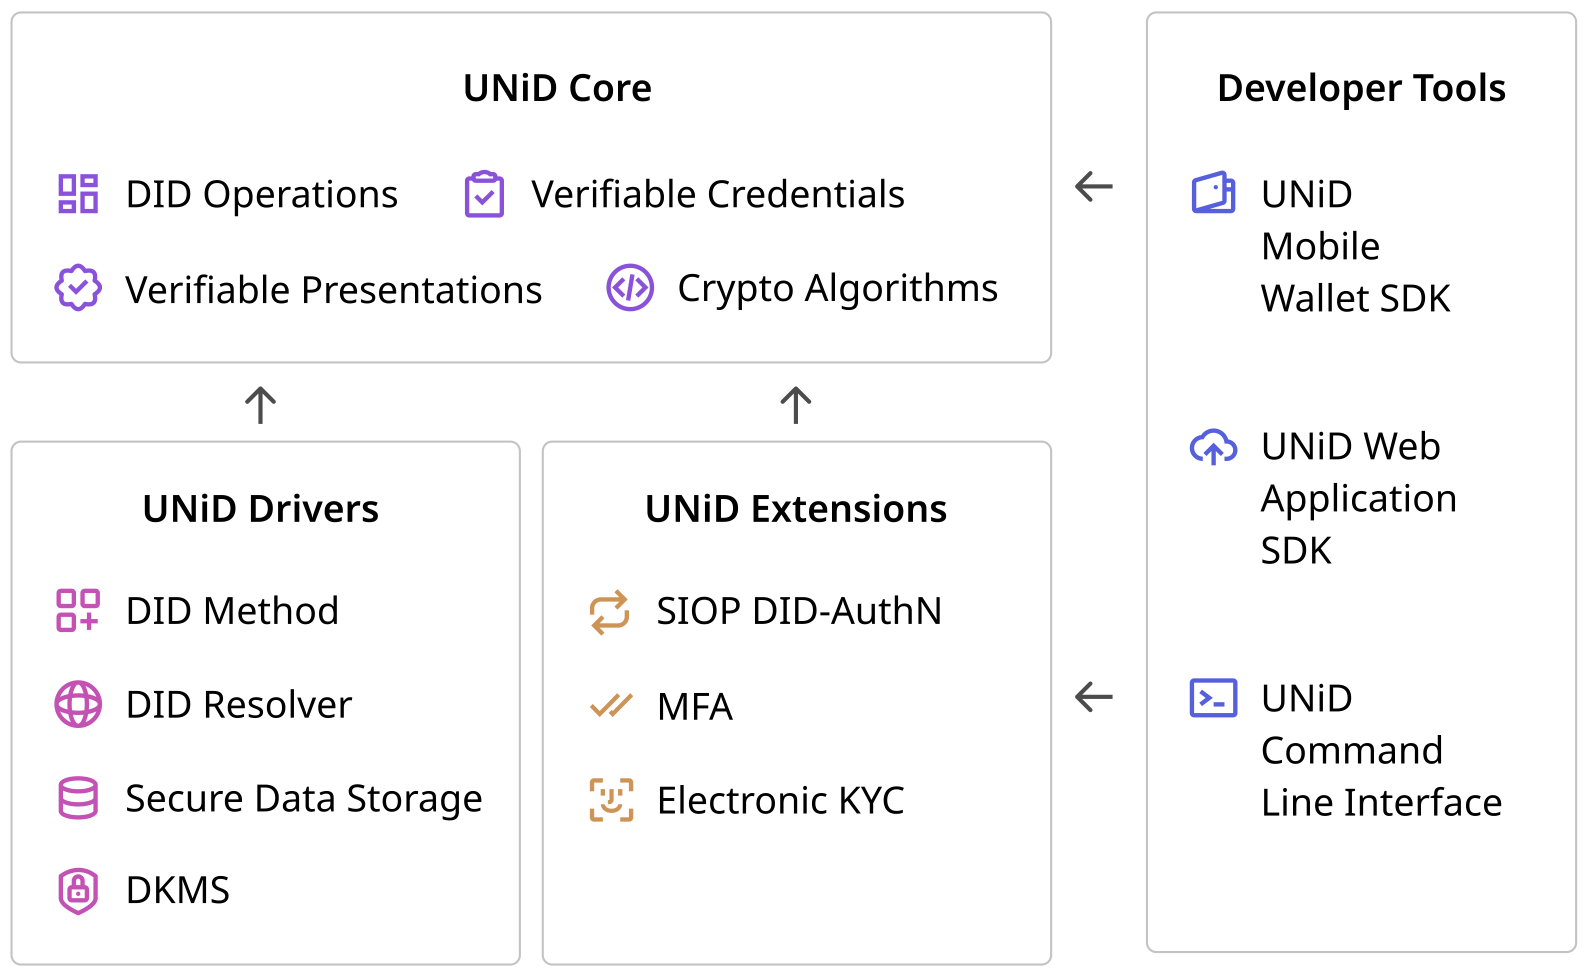 UNiD Core
DID Operations
Verifiable Credentials
Verifiable Presentations
Crypto Algorithms
UNiD Drivers
DID Method
DID Resolver
Secure Data Storage
DKMS
UNiD Extensions
SIOP DID-AuthN
MFA
Electronic KYC
Developer Tools
UNiD
Mobile
Wallet SDK
UNiD Web
Application
SDK
UNiD
Command
Line Interface